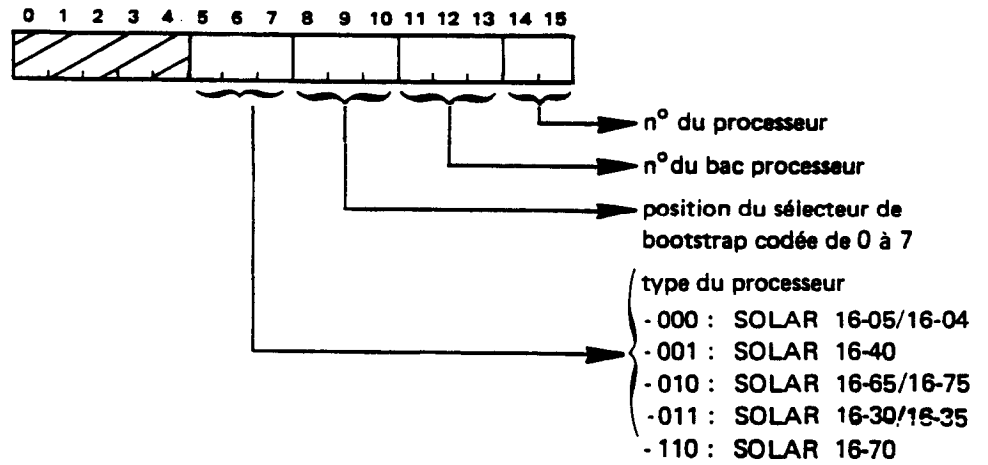 0 1 2 3 4 5 6 7 8 9 10 11 12 13 14 15
n° du processeur
n° du bac processeur
position du sélecteur de
bootstrap codée de 0 à 7
type du processeur
- 000 : SOLAR 16-05/16-04
- 001 : SOLAR 16-40
- 010 : SOLAR 16-65/16-75
- 011 : SOLAR 16-30/16-35
- 110 : SOLAR 16-70